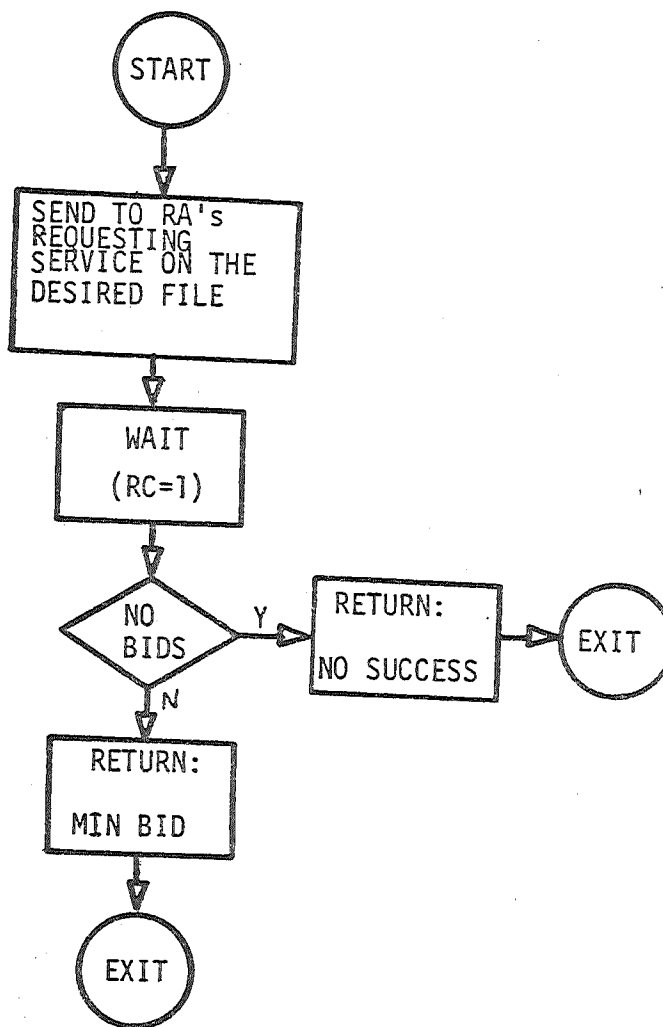 START
SEND TO RA's
REQUESTING
SERVICE ON THE
DESIRED FILE
WAIT
(RC=1)
NO
BIDS
Y
RETURN:
NO SUCCESS
EXIT
N
RETURN:
MIN BID
EXIT